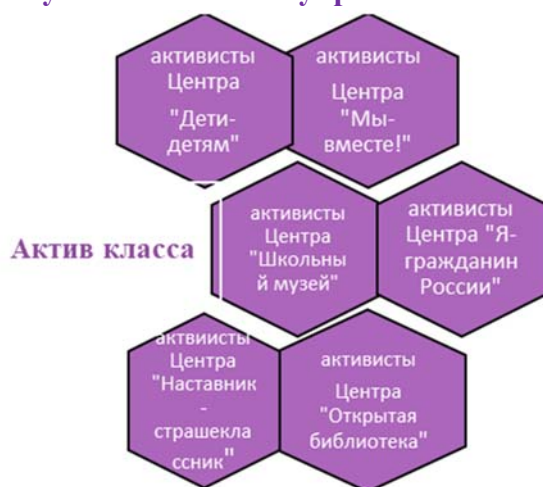 активисты
Центра
"Дети-
детям"
активисты
Центра
"Мы-
вместе!"
Актив класса
активисты
Центра
"Школьны
й музей"
активисты
Центра "Я-
гражданин
России"
актвиисты
Центра
"Наставник
-
страшекла
ссник"
активисты
Центра
"Открытая
библиотека"